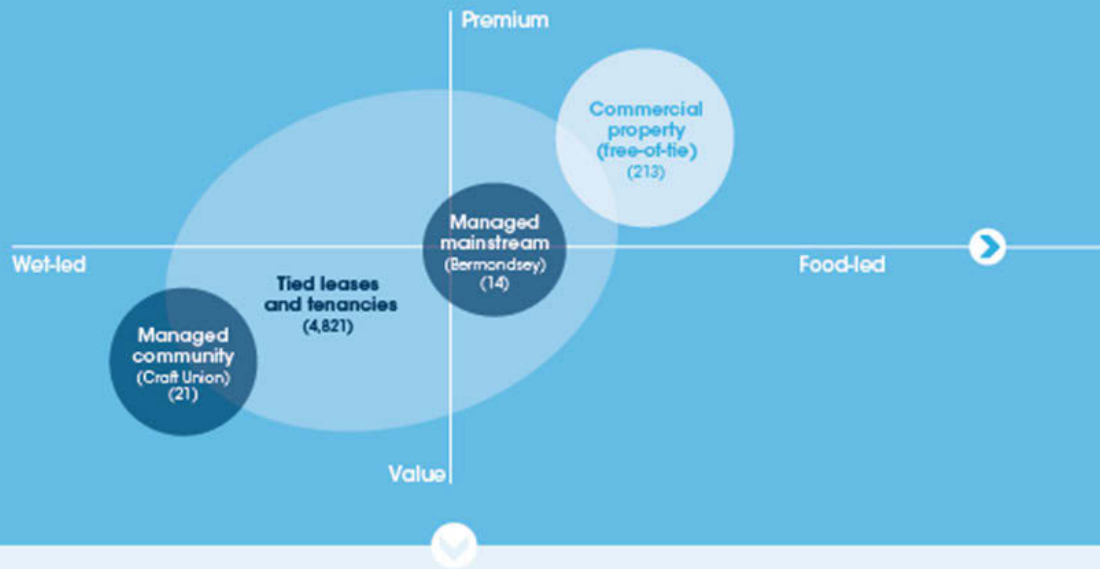 Premium
Commercial
property
(free-of-tie)
(213)
Managed
mainstream
(Bermondsey)
(14)
Wet-led
Food-led
Tied leases
and tenancies
(4,821)
Managed
community
(Craft Union)
(21)
Value